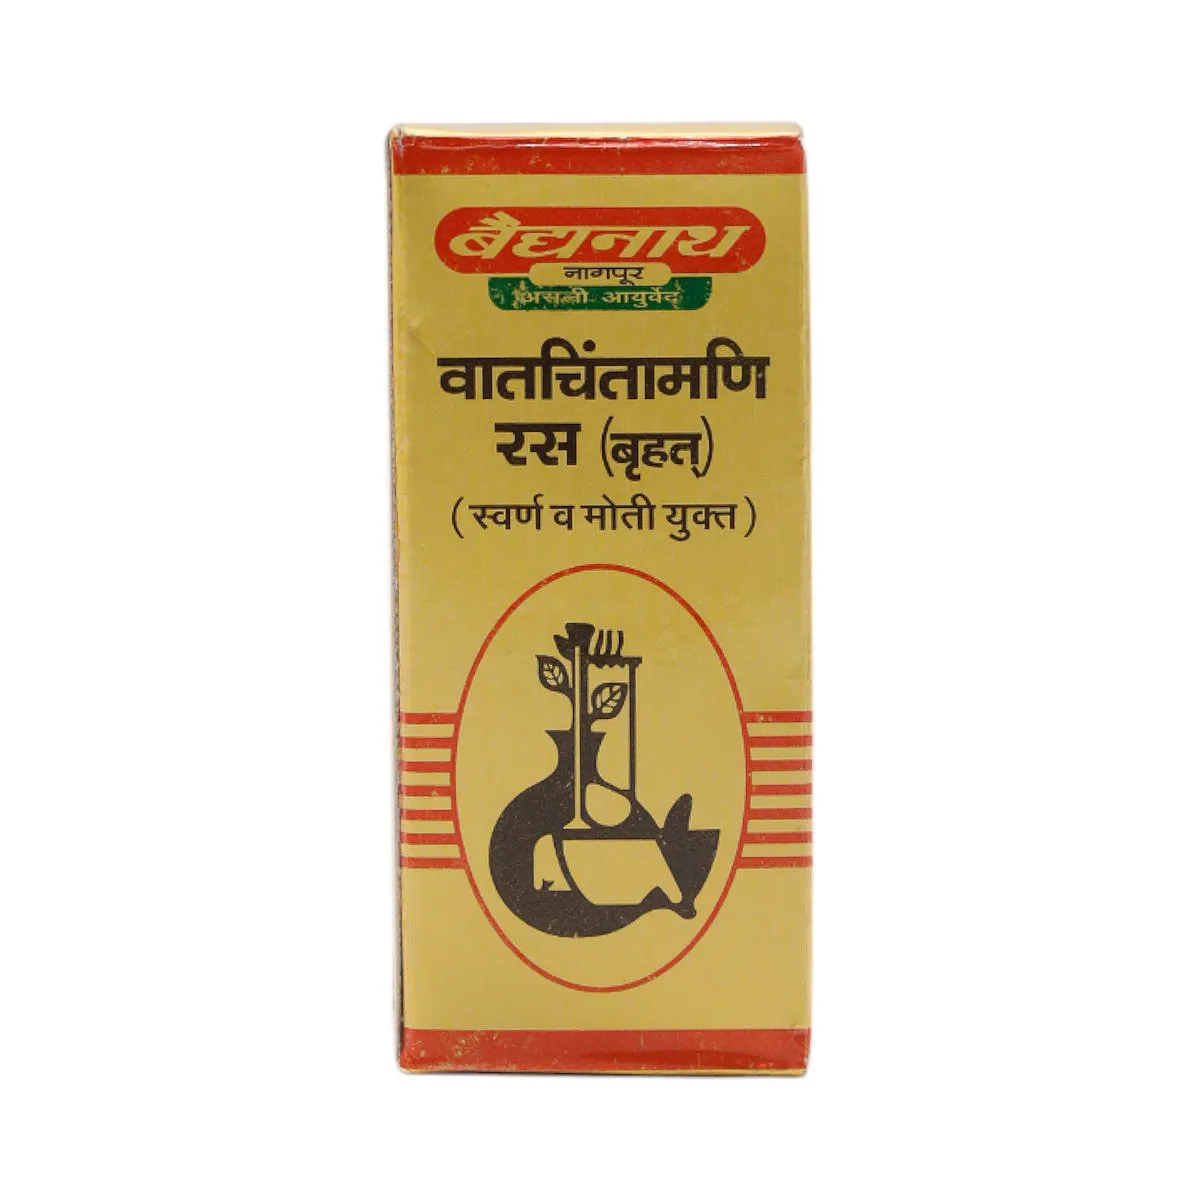 बैद्यनाथ
नागपूर
असली आयुर्वेद
वातचिंतामणि
रस (बृहत्)
(स्वर्ण व मोती युक्त)